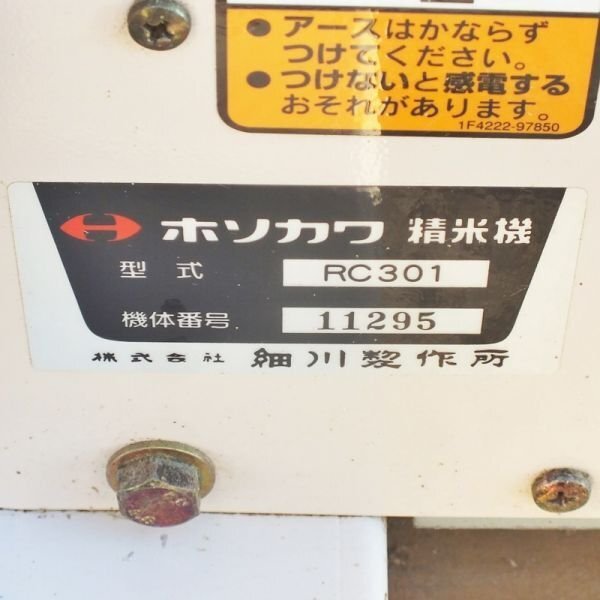 ● アースはかならず
つけてください。
● つけないと感電する
おそれがあります。
1F4222-97850
ホソカワ 精米機
型式 RC301
機体番号 11295
株式会社 細川製作所